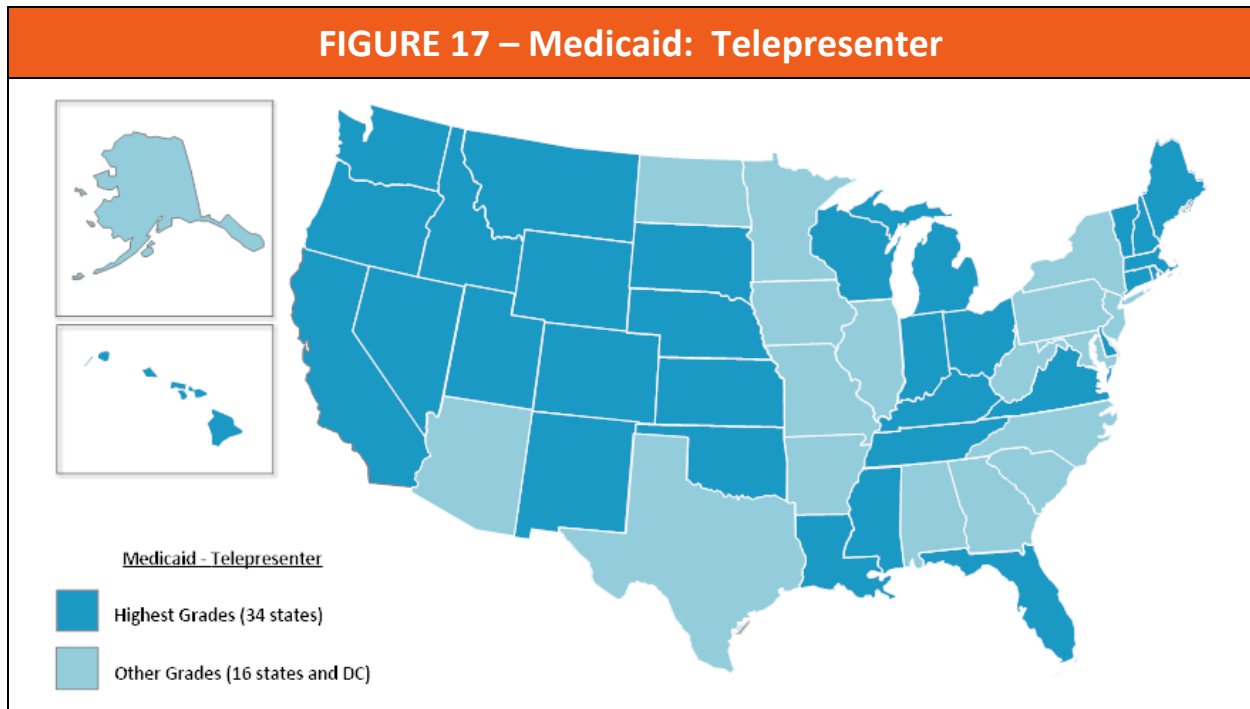 FIGURE 17 – Medicaid: Telepresenter
Medicaid - Telepresenter
Highest Grades (34 states)
Other Grades (16 states and DC)